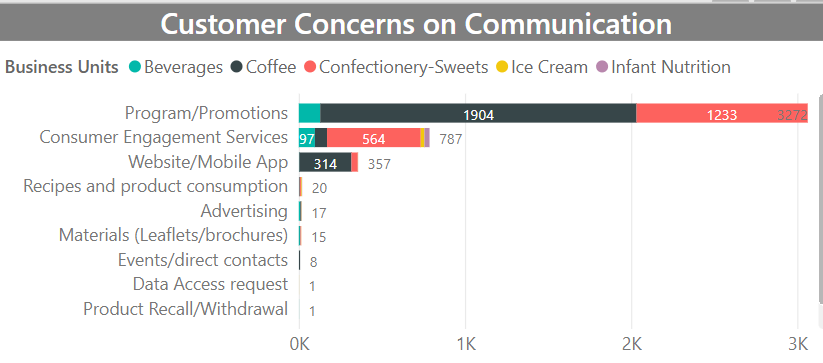 Customer Concerns on Communication
Business Units Beverages Coffee Confectionery-Sweets Ice Cream Infant Nutrition
Program/Promotions 1904 1233 3272
Consumer Engagement Services 97 564 787
Website/Mobile App 314 357
Recipes and product consumption 20
Advertising 17
Materials (Leaflets/brochures) 15
Events/direct contacts 8
Data Access request 1
Product Recall/Withdrawal 1
0K 1K 2K 3K